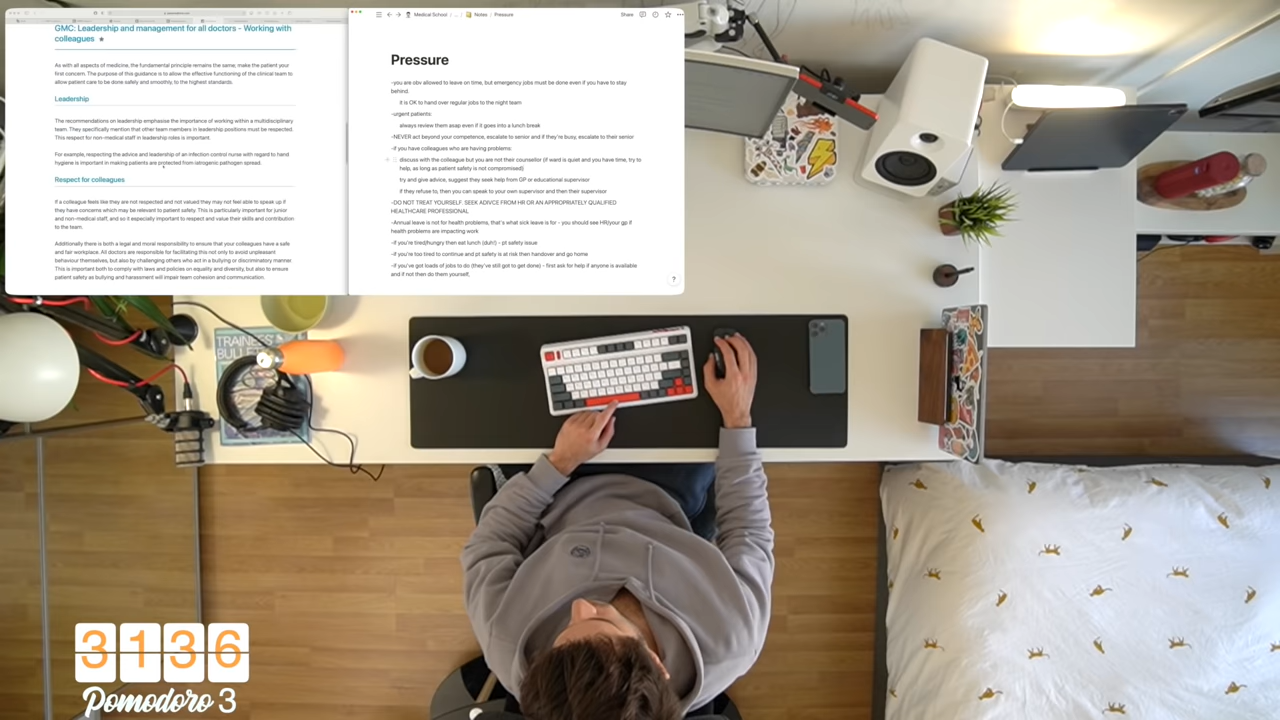 GMC: Leadership and management for all doctors - Working with
colleagues ★
As with all aspects of medicine, the fundamental principle remains the same, make the patient your
first concern. The purpose of this guidance is to allow the effective functioning of the clinical team to
allow patient care to be done safely and smoothly, to the highest standards.
Leadership
The recommendations on leadership emphasise the importance of working within a multidisciplinary
team. They specifically mention that other team members in leadership positions must be respected.
This respect for non-medical staff in leadership roles is important.
For example, respecting the advice and leadership of an infection control nurse with regard to hand
hygiene is important in making patients are protected from iatrogenic pathogen spread.
Respect for colleagues
If a colleague feels like they are not respected and not valued they may not feel able to speak up if
they have concerns which may be relevant to patient safety. This is particularly important for junior
and non-medical staff, and so it especially important to respect and value their skills and contribution
to the team.
Additionally there is both a legal and moral responsibility to ensure that your colleagues have a safe
and fair workplace. All doctors are responsible for facilitating this not only to avoid unpleasant
behaviour themselves, but also by challenging others who act in a bullying or discriminatory manner.
This is important both to comply with laws and policies on equality and diversity, but also to ensure
patient safety as bullying and harassment will impair team cohesion and communication.
Medical School / ... / Notes / Pressure
Share
Pressure
-you are obv allowed to leave on time, but emergency jobs must be done even if you have to stay
behind.
it is OK to hand over regular jobs to the night team
-urgent patients:
always review them asap even if it goes into a lunch break
-NEVER act beyond your competence, escalate to senior and if they're busy, escalate to their senior
-if you have colleagues who are having problems:
discuss with the colleague but you are not their counsellor (if ward is quiet and you have time, try to
help, as long as patient safety is not compromised)
try and give advice, suggest they seek help from GP or educational supervisor
if they refuse to, then you can speak to your own supervisor and then their supervisor
-DO NOT TREAT YOURSELF. SEEK ADIVCE FROM HR OR AN APPROPRIATELY QUALIFIED
HEALTHCARE PROFESSIONAL
-Annual leave is not for health problems, that's what sick leave is for - you should see HR/your gp if
health problems are impacting work
-if you're tired/hungry then eat lunch (duh!) - pt safety issue
-if you're too tired to continue and pt safety is at risk then handover and go home
-if you've got loads of jobs to do (they've still got to get done) - first ask for help if anyone is available
and if not then do them yourself,
?
TRAINERS'
BULLET
3136
Pomodoro 3